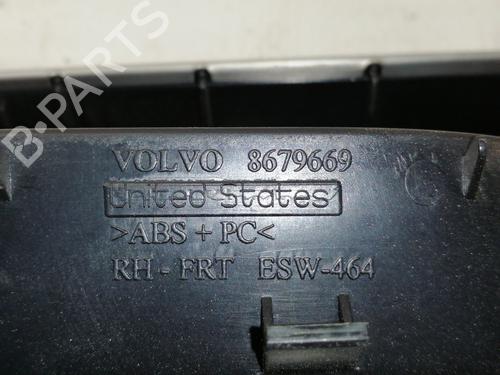 B-PARTS
VOLVO 8679669
United States
>ABS + PC<
RH - FRT ESW-464